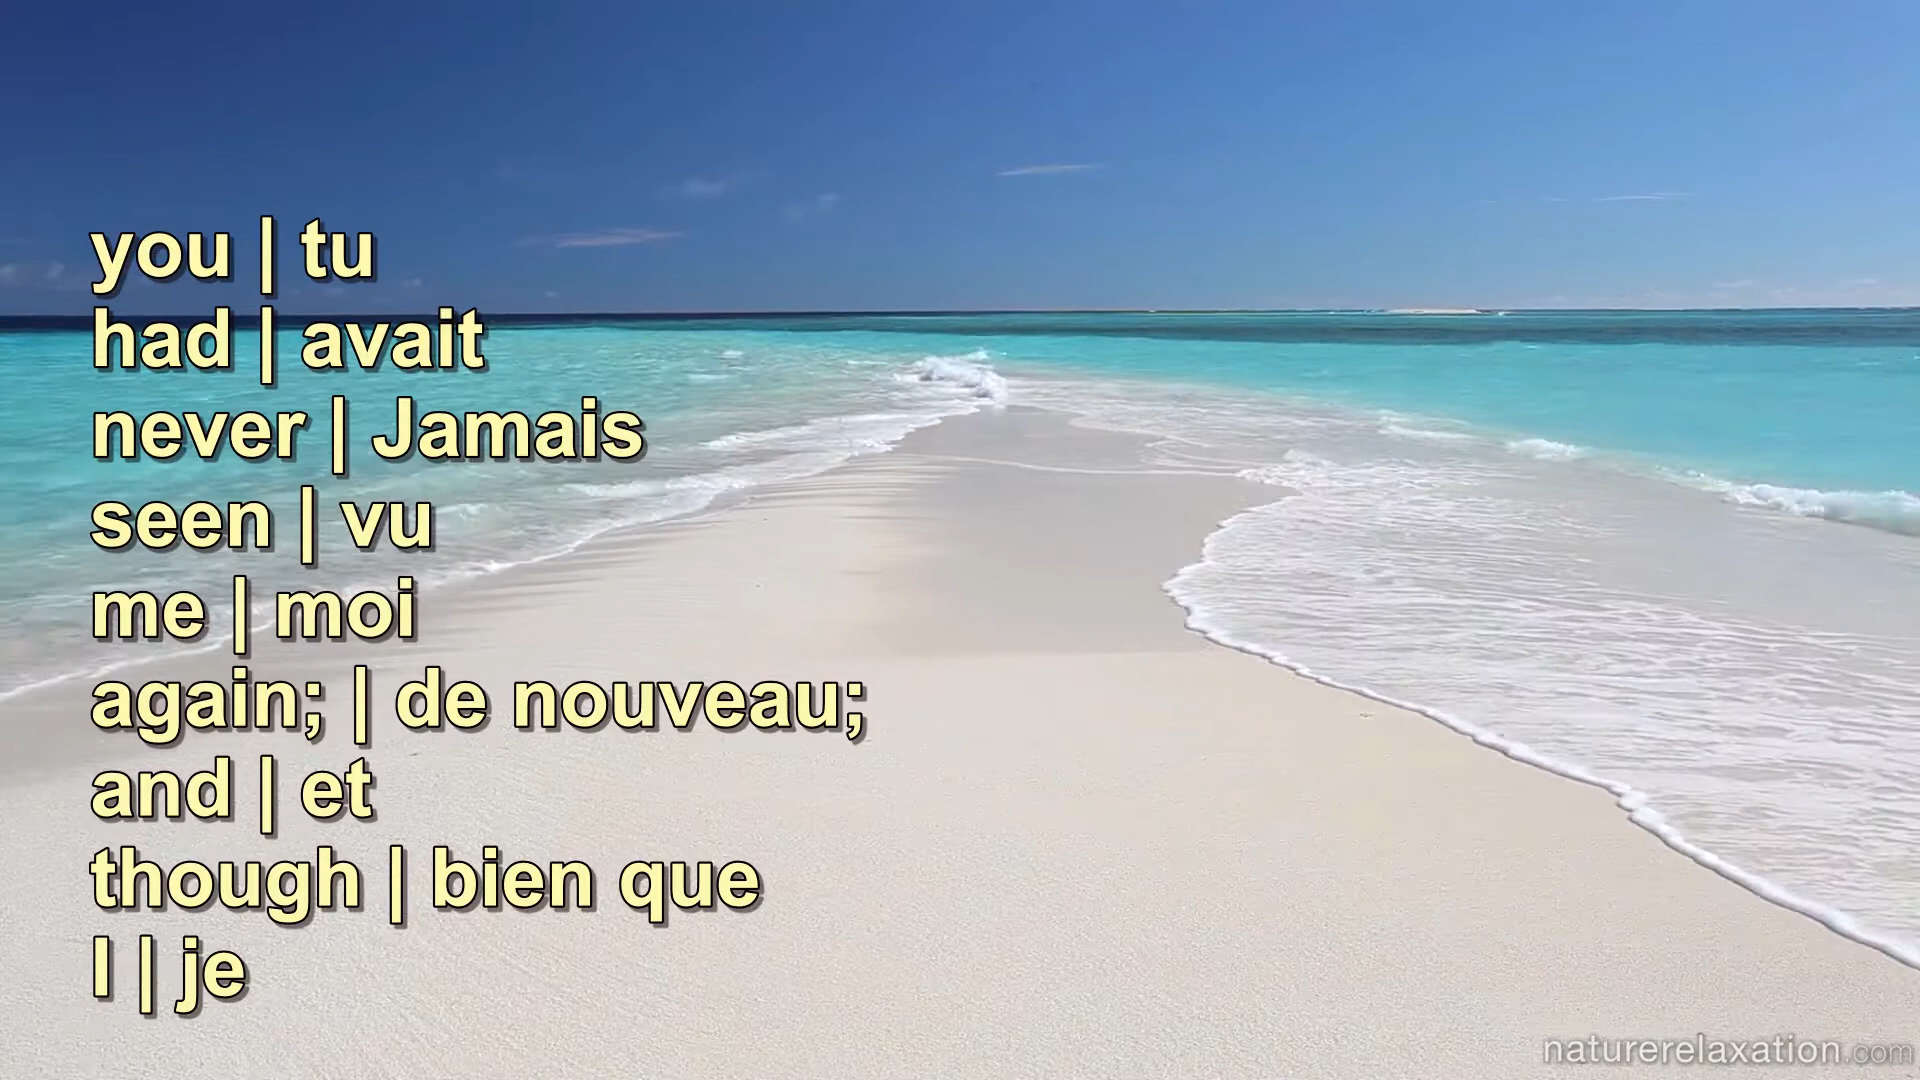 you | tu
had | avait
never | Jamais
seen | vu
me | moi
again; | de nouveau;
and | et
though | bien que
I | je
naturerelaxation.com